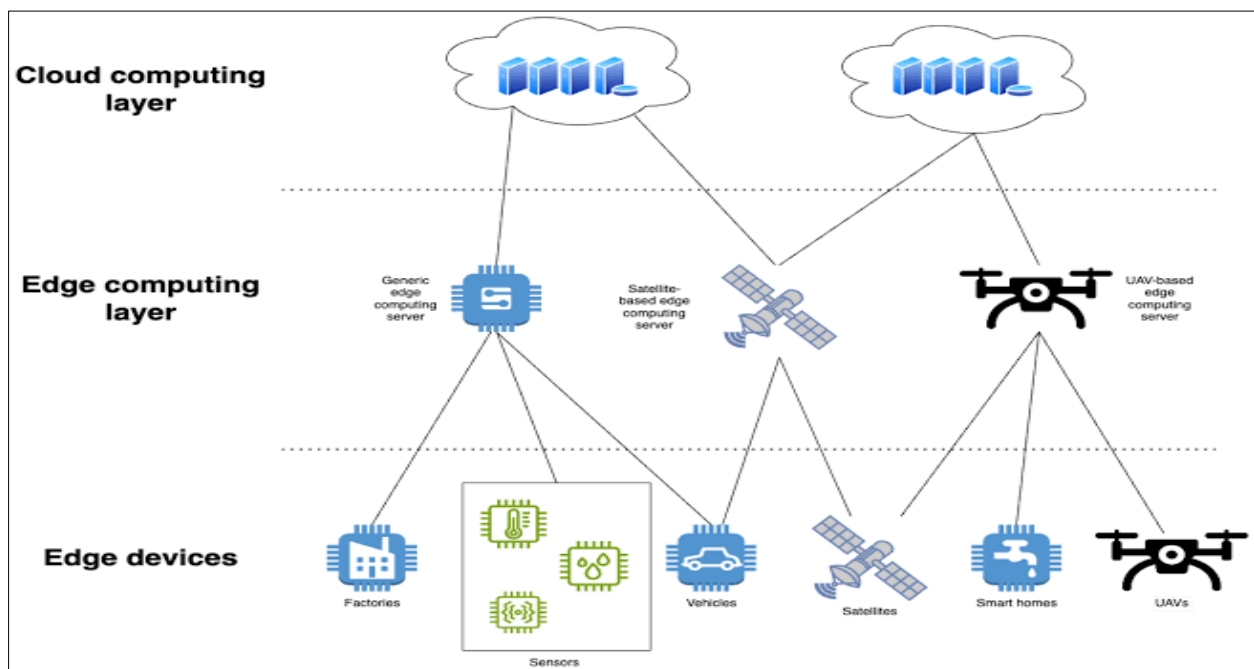 Cloud computing
layer
Edge computing
layer
Generic
edge
computing
server
Satellite-
based edge
computing
server
UAV-based
edge
computing
server
Edge devices
Factories
Sensors
Vehicles
Satellites
Smart homes
UAVs